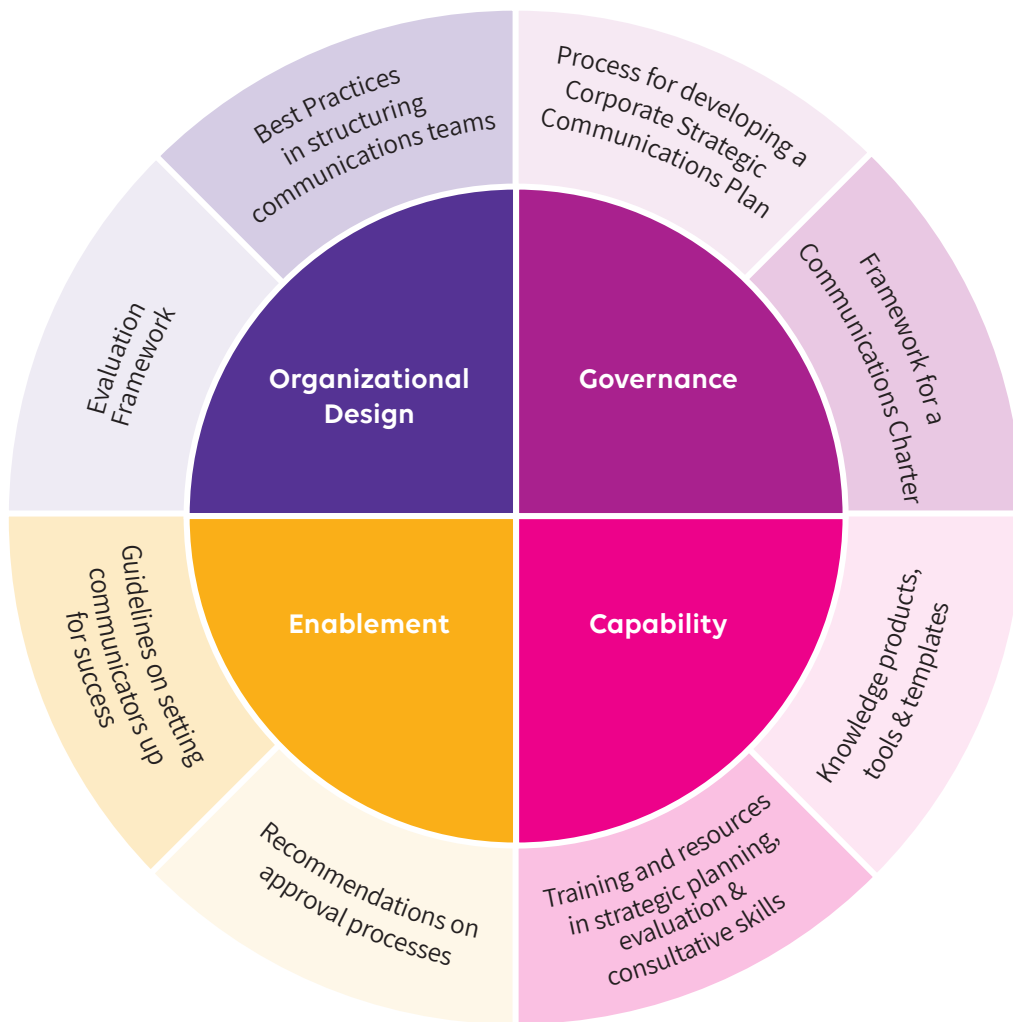 Best Practices
in structuring
communications teams
Process for developing a
Corporate Strategic
Communications Plan
Framework for a
Communications Charter
Evaluation
Framework
Organizational
Design
Governance
Enablement
Capability
Knowledge products,
tools & templates
Training and resources
in strategic planning,
evaluation &
consultative skills
Recommendations on
approval processes
Guidelines on setting
communicators up
for success